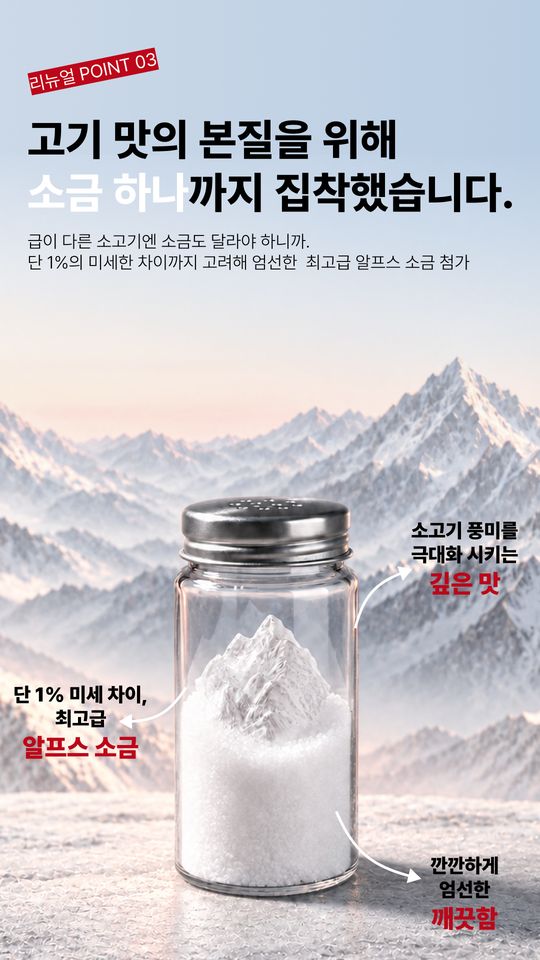 리뉴얼 POINT 03
고기 맛의 본질을 위해
소금 하나까지 집착했습니다.
급이 다른 소고기엔 소금도 달라야 하니까.
단 1%의 미세한 차이까지 고려해 엄선한 최고급 알프스 소금 첨가
소고기 풍미를
극대화 시키는
깊은 맛
단 1% 미세 차이,
최고급
알프스 소금
깐깐하게
엄선한
깨끗함